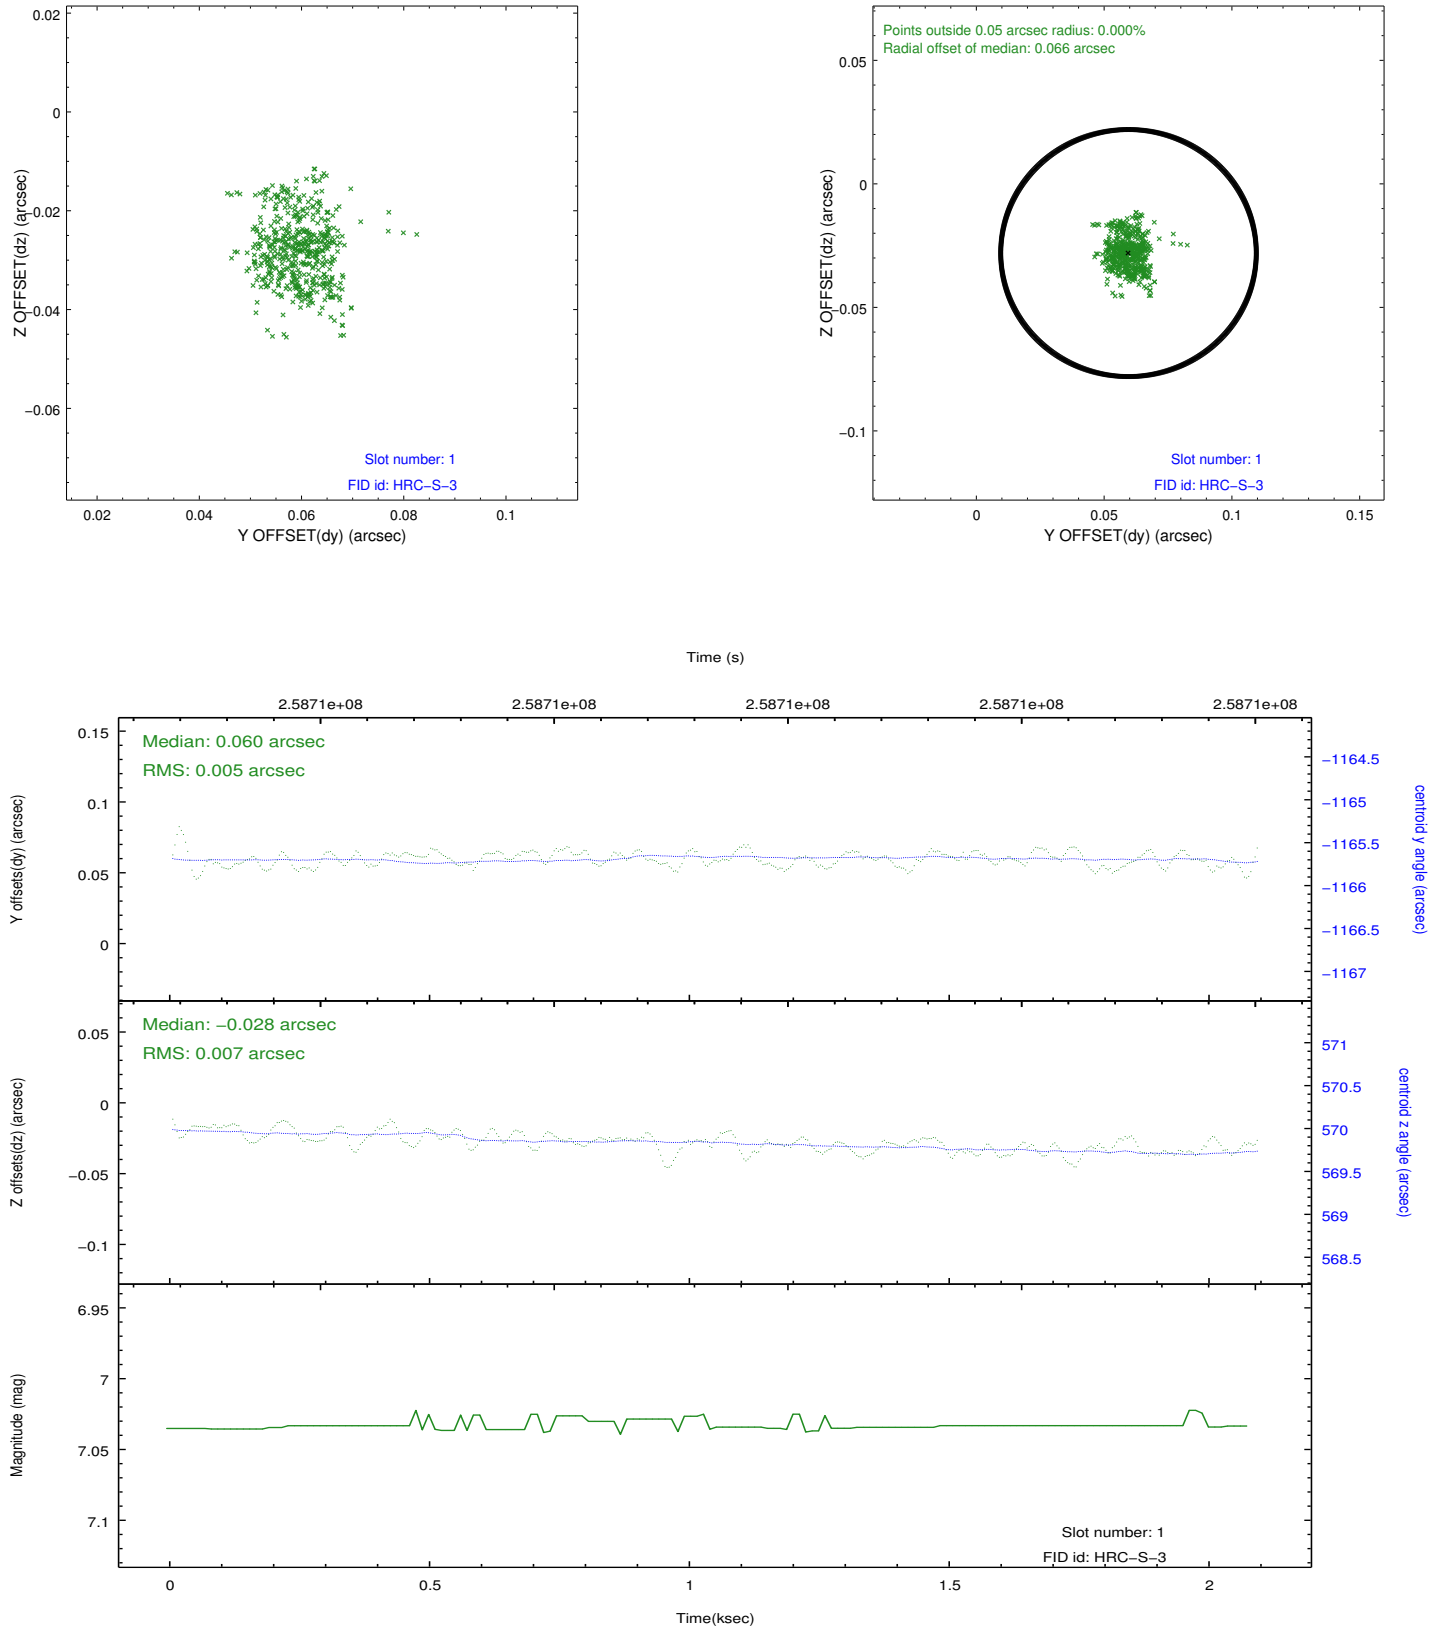 0.02
0
−0.02
−0.04
−0.06
Z OFFSET(dz) (arcsec)
Slot number: 1
FID id: HRC−S−3
0.02 0.04 0.06 0.08 0.1
Y OFFSET(dy) (arcsec)
Points outside 0.05 arcsec radius: 0.000%
Radial offset of median: 0.066 arcsec
0.05
0
−0.05
−0.1
Z OFFSET(dz) (arcsec)
Slot number: 1
FID id: HRC−S−3
0 0.05 0.1 0.15
Y OFFSET(dy) (arcsec)
Time (s)
2.5871e+08 2.5871e+08 2.5871e+08 2.5871e+08 2.5871e+08
Median: 0.060 arcsec
RMS: 0.005 arcsec
0.15
0.1
0.05
0
Y offsets(dy) (arcsec)
−1164.5
−1165
−1165.5
−1166
−1166.5
−1167
centroid y angle (arcsec)
Median: −0.028 arcsec
RMS: 0.007 arcsec
0.05
0
−0.05
−0.1
Z offsets(dz) (arcsec)
571
570.5
570
569.5
569
568.5
centroid z angle (arcsec)
6.95
7
7.05
7.1
Magnitude (mag)
Slot number: 1
FID id: HRC−S−3
0 0.5 1 1.5 2
Time(ksec)